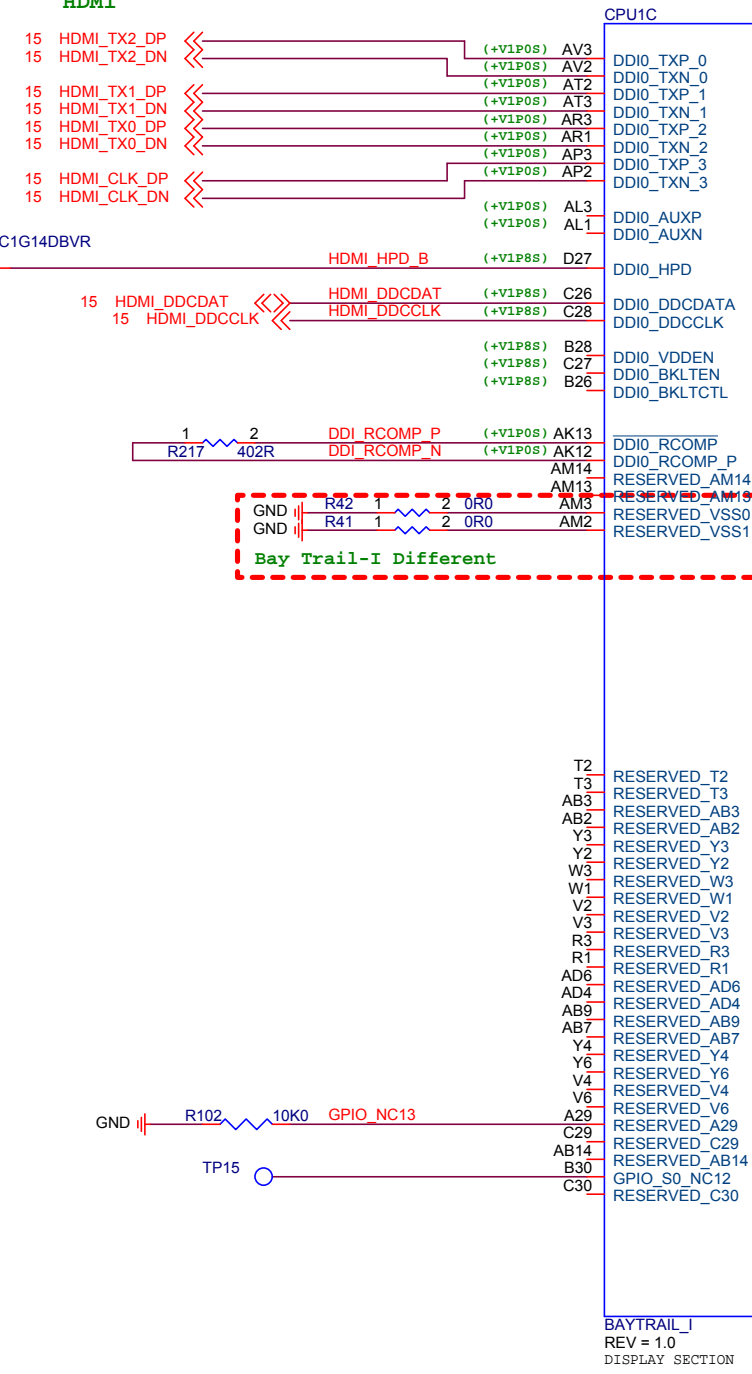 HDMI
CPU1C
15 HDMI_TX2_DP (+V1P0S) AV3 DDI0_TXP_0
15 HDMI_TX2_DN (+V1P0S) AV2 DDI0_TXN_0
15 HDMI_TX1_DP (+V1P0S) AT2 DDI0_TXP_1
15 HDMI_TX1_DN (+V1P0S) AT3 DDI0_TXN_1
15 HDMI_TX0_DP (+V1P0S) AR3 DDI0_TXP_2
15 HDMI_TX0_DN (+V1P0S) AR1 DDI0_TXN_2
15 HDMI_CLK_DP (+V1P0S) AP3 DDI0_TXP_3
15 HDMI_CLK_DN (+V1P0S) AP2 DDI0_TXN_3
(+V1P0S) AL3 DDI0_AUXP
(+V1P0S) AL1 DDI0_AUXN
C1G14DBVR
HDMI_HPD_B (+V1P8S) D27 DDI0_HPD
15 HDMI_DDCDAT HDMI_DDCDAT (+V1P8S) C26 DDI0_DDCDATA
15 HDMI_DDCCLK HDMI_DDCCLK (+V1P8S) C28 DDI0_DDCCLK
(+V1P8S) B28 DDI0_VDDEN
(+V1P8S) C27 DDI0_BKLTEN
(+V1P8S) B26 DDI0_BKLTCTL
1 2 DDI_RCOMP_P (+V1P0S) AK13 DDI0_RCOMP
R217 402R DDI_RCOMP_N (+V1P0S) AK12 DDI0_RCOMP_P
AM14 RESERVED_AM14
AM13 RESERVED_AM13
GND R42 1 2 0R0 AM3 RESERVED_VSS0
GND R41 1 2 0R0 AM2 RESERVED_VSS1
Bay Trail-I Different
T2 RESERVED_T2
T3 RESERVED_T3
AB3 RESERVED_AB3
AB2 RESERVED_AB2
Y3 RESERVED_Y3
Y2 RESERVED_Y2
W3 RESERVED_W3
W1 RESERVED_W1
V2 RESERVED_V2
V3 RESERVED_V3
R3 RESERVED_R3
R1 RESERVED_R1
AD6 RESERVED_AD6
AD4 RESERVED_AD4
AB9 RESERVED_AB9
AB7 RESERVED_AB7
Y4 RESERVED_Y4
Y6 RESERVED_Y6
V4 RESERVED_V4
V6 RESERVED_V6
GND R102 10K0 GPIO_NC13 A29 RESERVED_A29
C29 RESERVED_C29
AB14 RESERVED_AB14
TP15 B30 GPIO_S0_NC12
C30 RESERVED_C30
BAYTRAIL_I
REV = 1.0
DISPLAY SECTION